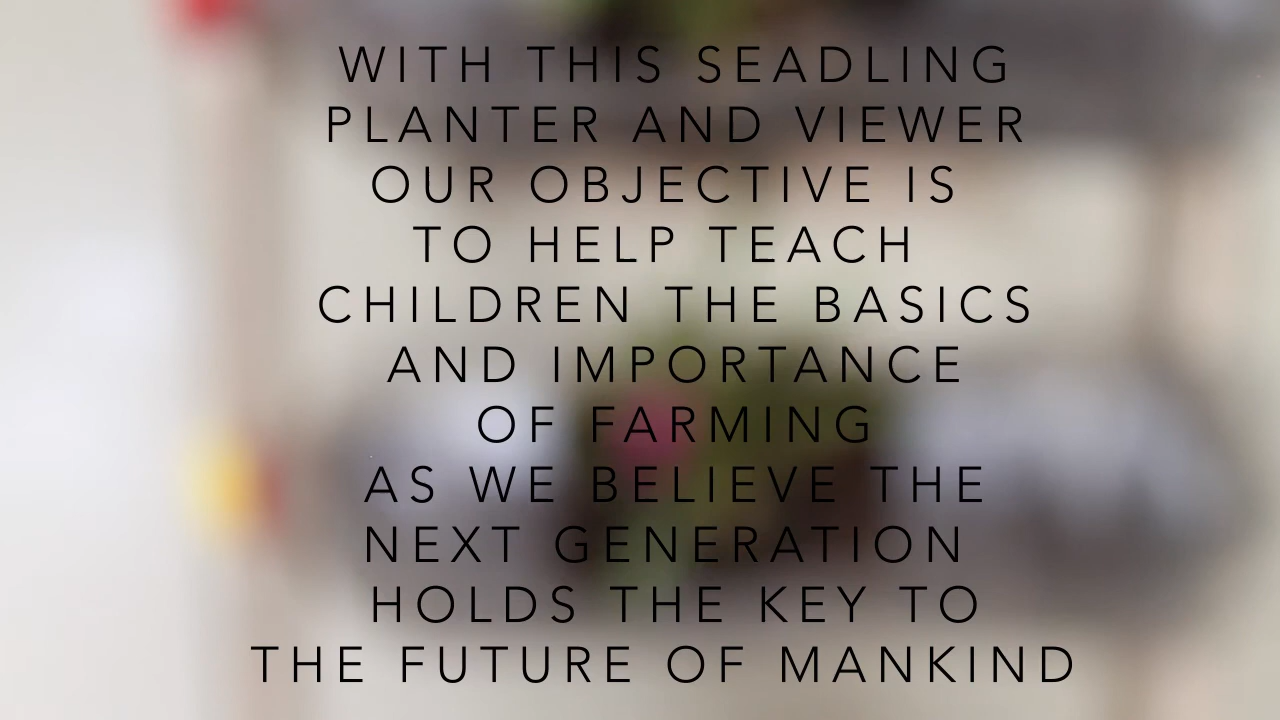 WITH THIS SEADLING
PLANTER AND VIEWER
OUR OBJECTIVE IS
TO HELP TEACH
CHILDREN THE BASICS
AND IMPORTANCE
OF FARMING
AS WE BELIEVE THE
NEXT GENERATION
HOLDS THE KEY TO
THE FUTURE OF MANKIND